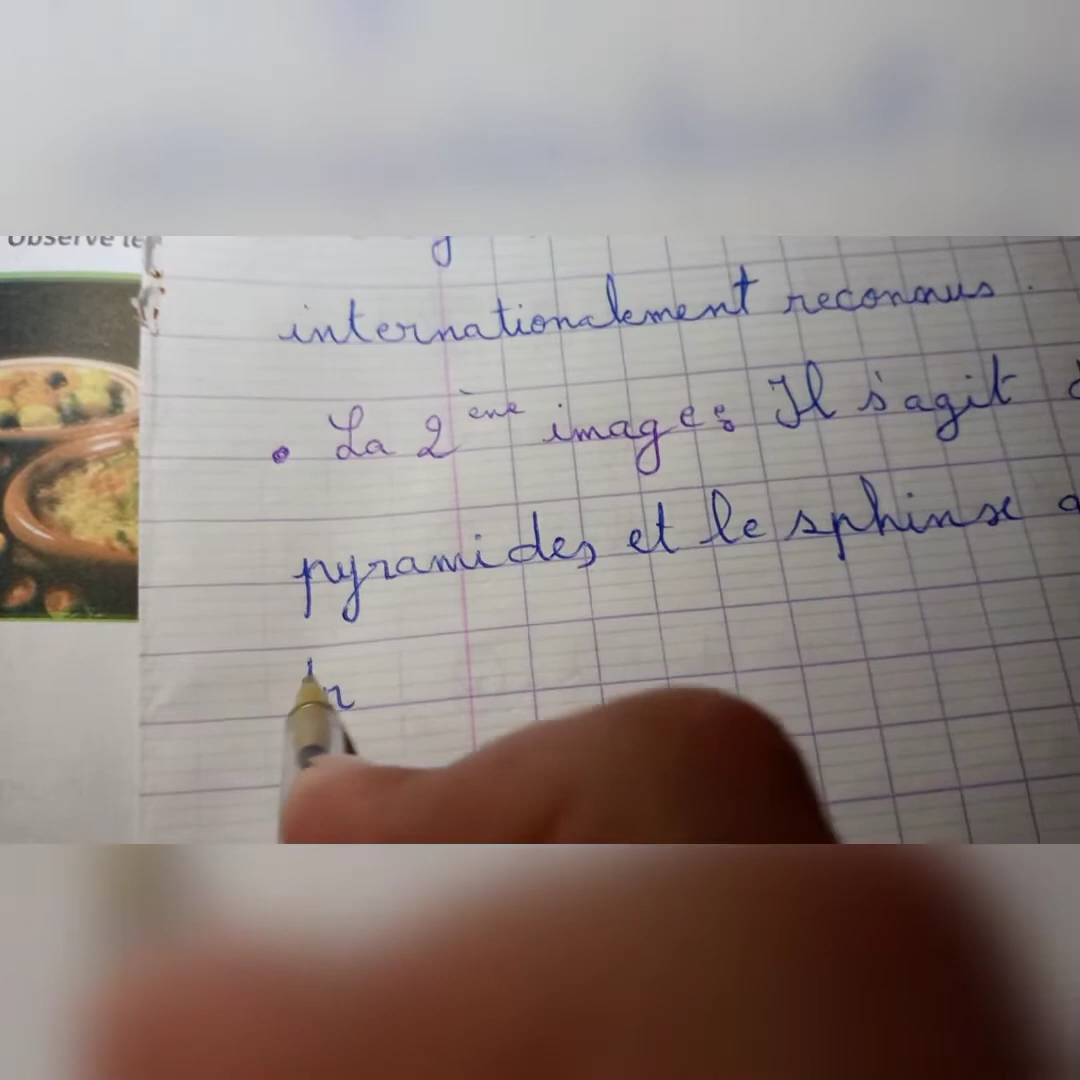 Observe le
internationalement reconnus.
• La 2ème image : Il s'agit
pyramides et le sphinx